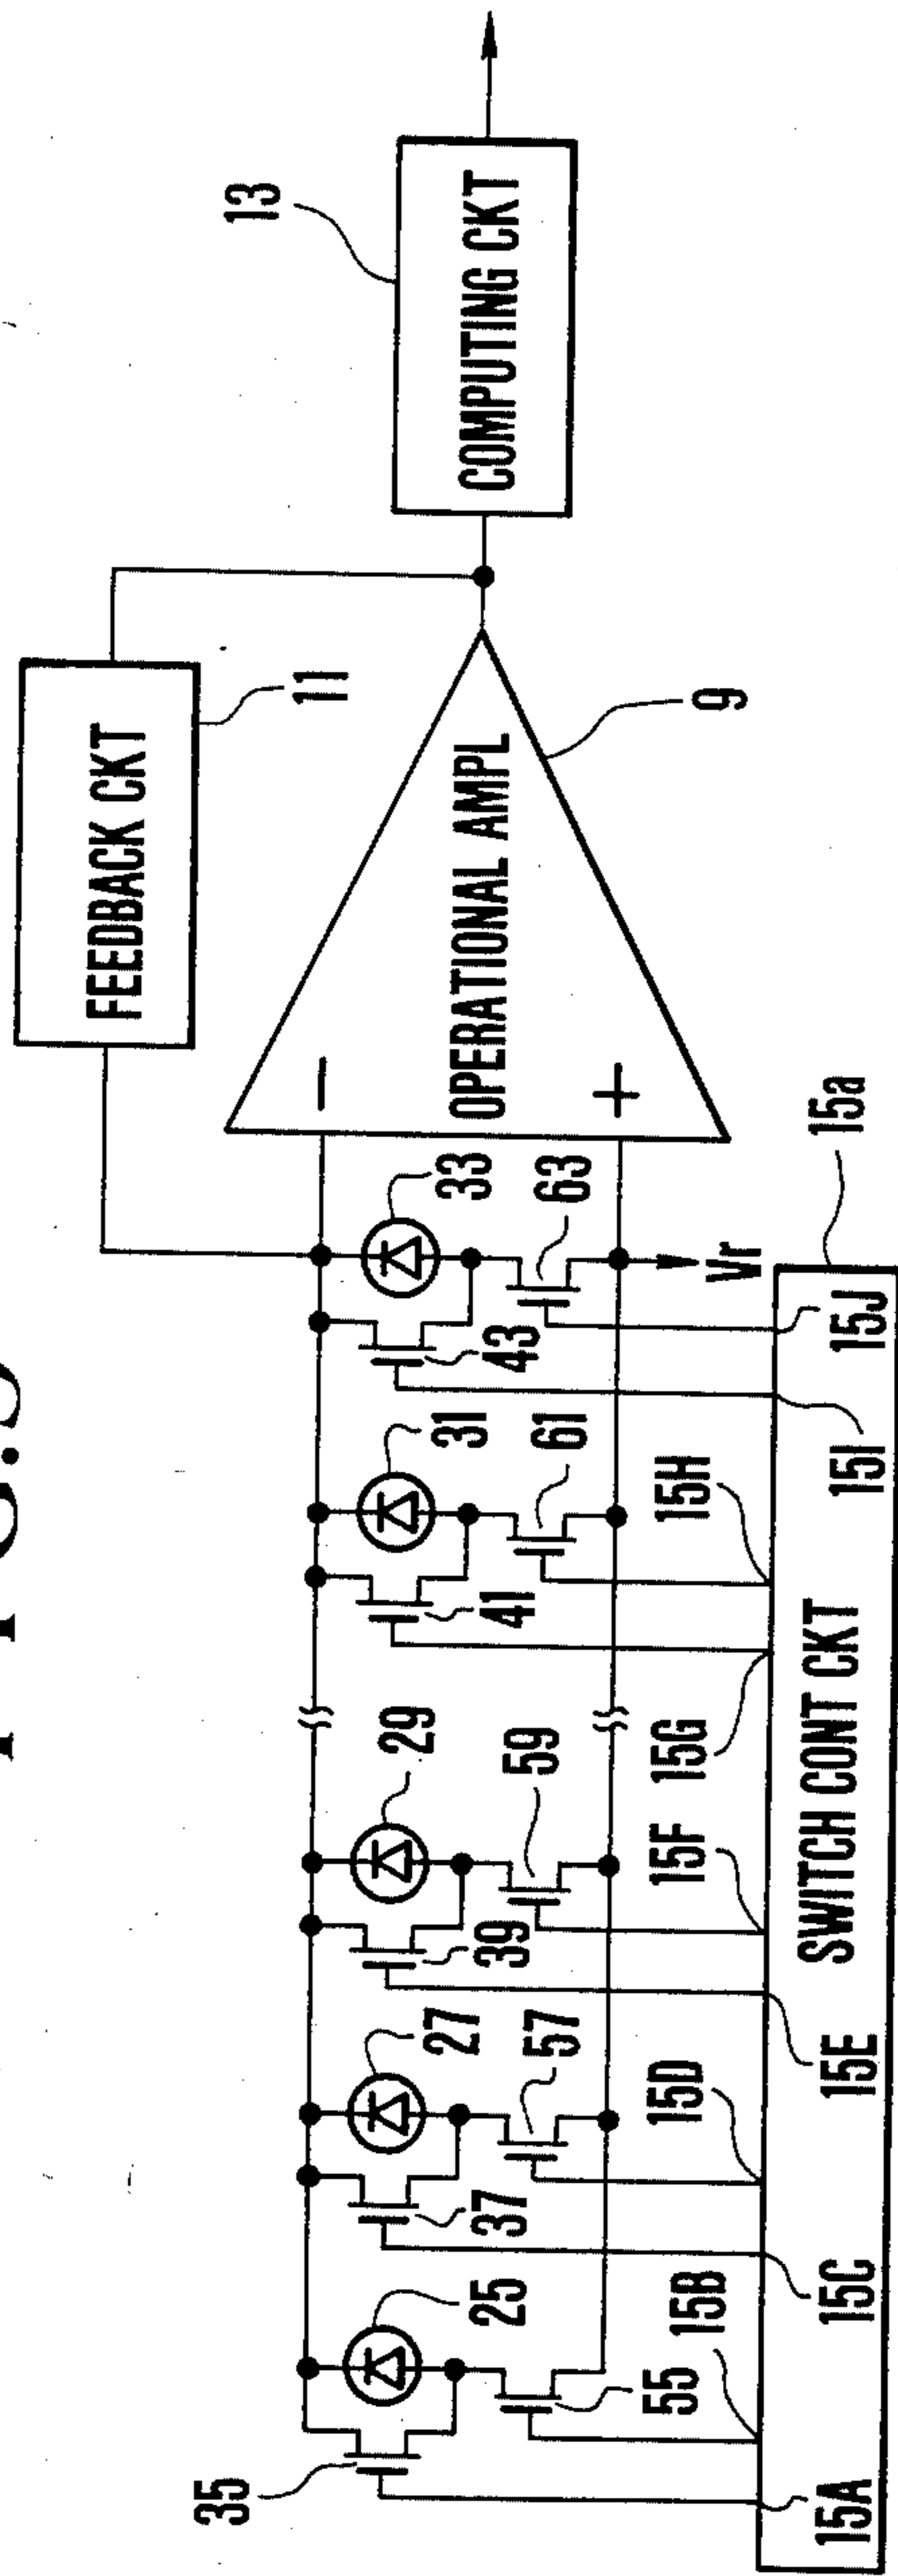 13
COMPUTING CKT
FEEDBACK CKT
11
OPERATIONAL AMPL
−
+
9
33
63
43
Vr
31
61
41
29
59
39
27
57
37
25
55
35
15a
15J
15I
15H
15G
15F
15E
15D
15C
15B
15A
SWITCH CONT CKT